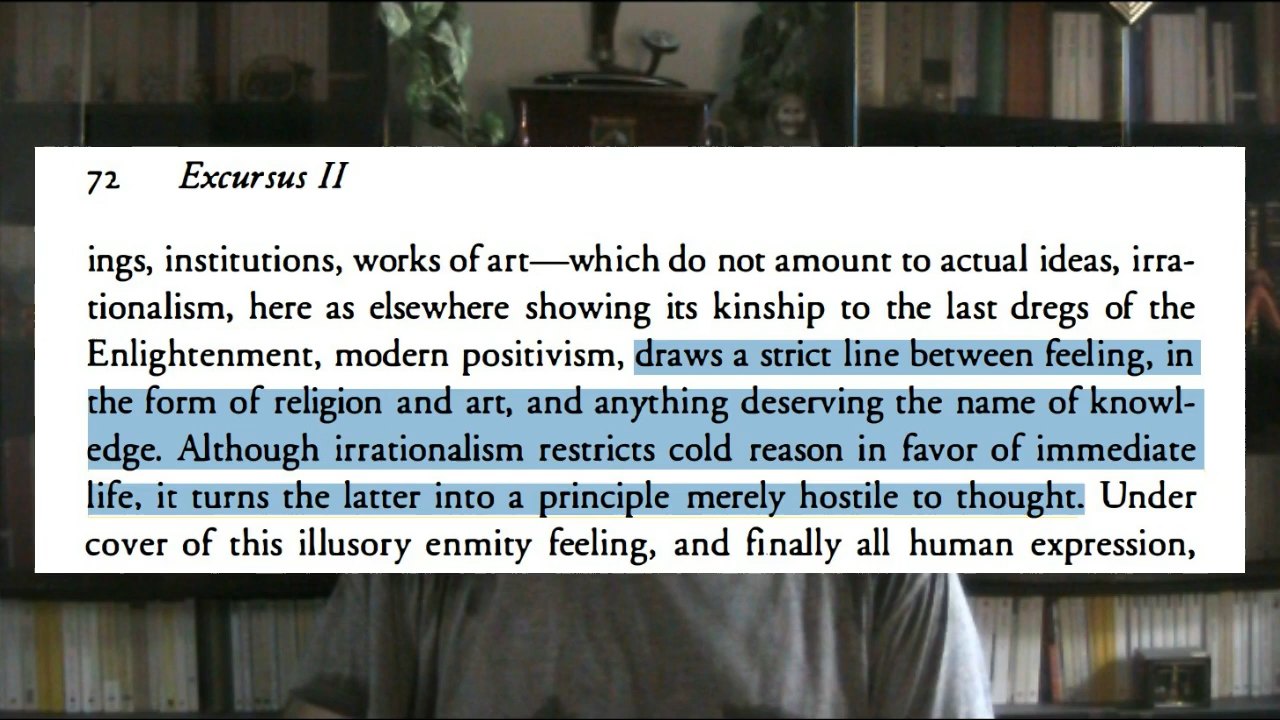 72 Excursus II
ings, institutions, works of art—which do not amount to actual ideas, irra-
tionalism, here as elsewhere showing its kinship to the last dregs of the
Enlightenment, modern positivism, draws a strict line between feeling, in
the form of religion and art, and anything deserving the name of knowl-
edge. Although irrationalism restricts cold reason in favor of immediate
life, it turns the latter into a principle merely hostile to thought. Under
cover of this illusory enmity feeling, and finally all human expression,